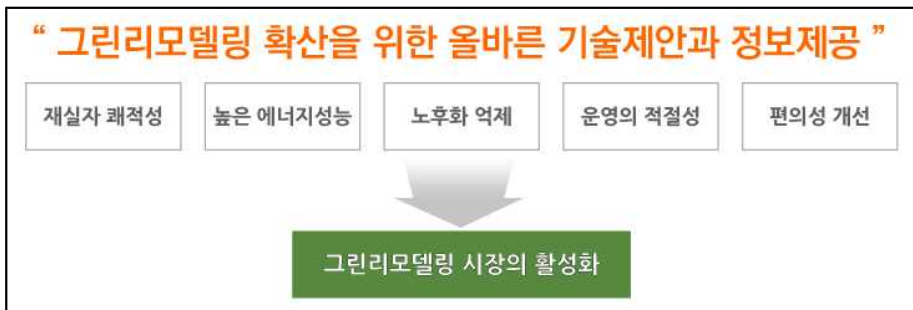 “ 그린리모델링 확산을 위한 올바른 기술제안과 정보제공 ”
재실자 쾌적성
높은 에너지성능
노후화 억제
운영의 적절성
편의성 개선
그린리모델링 시장의 활성화